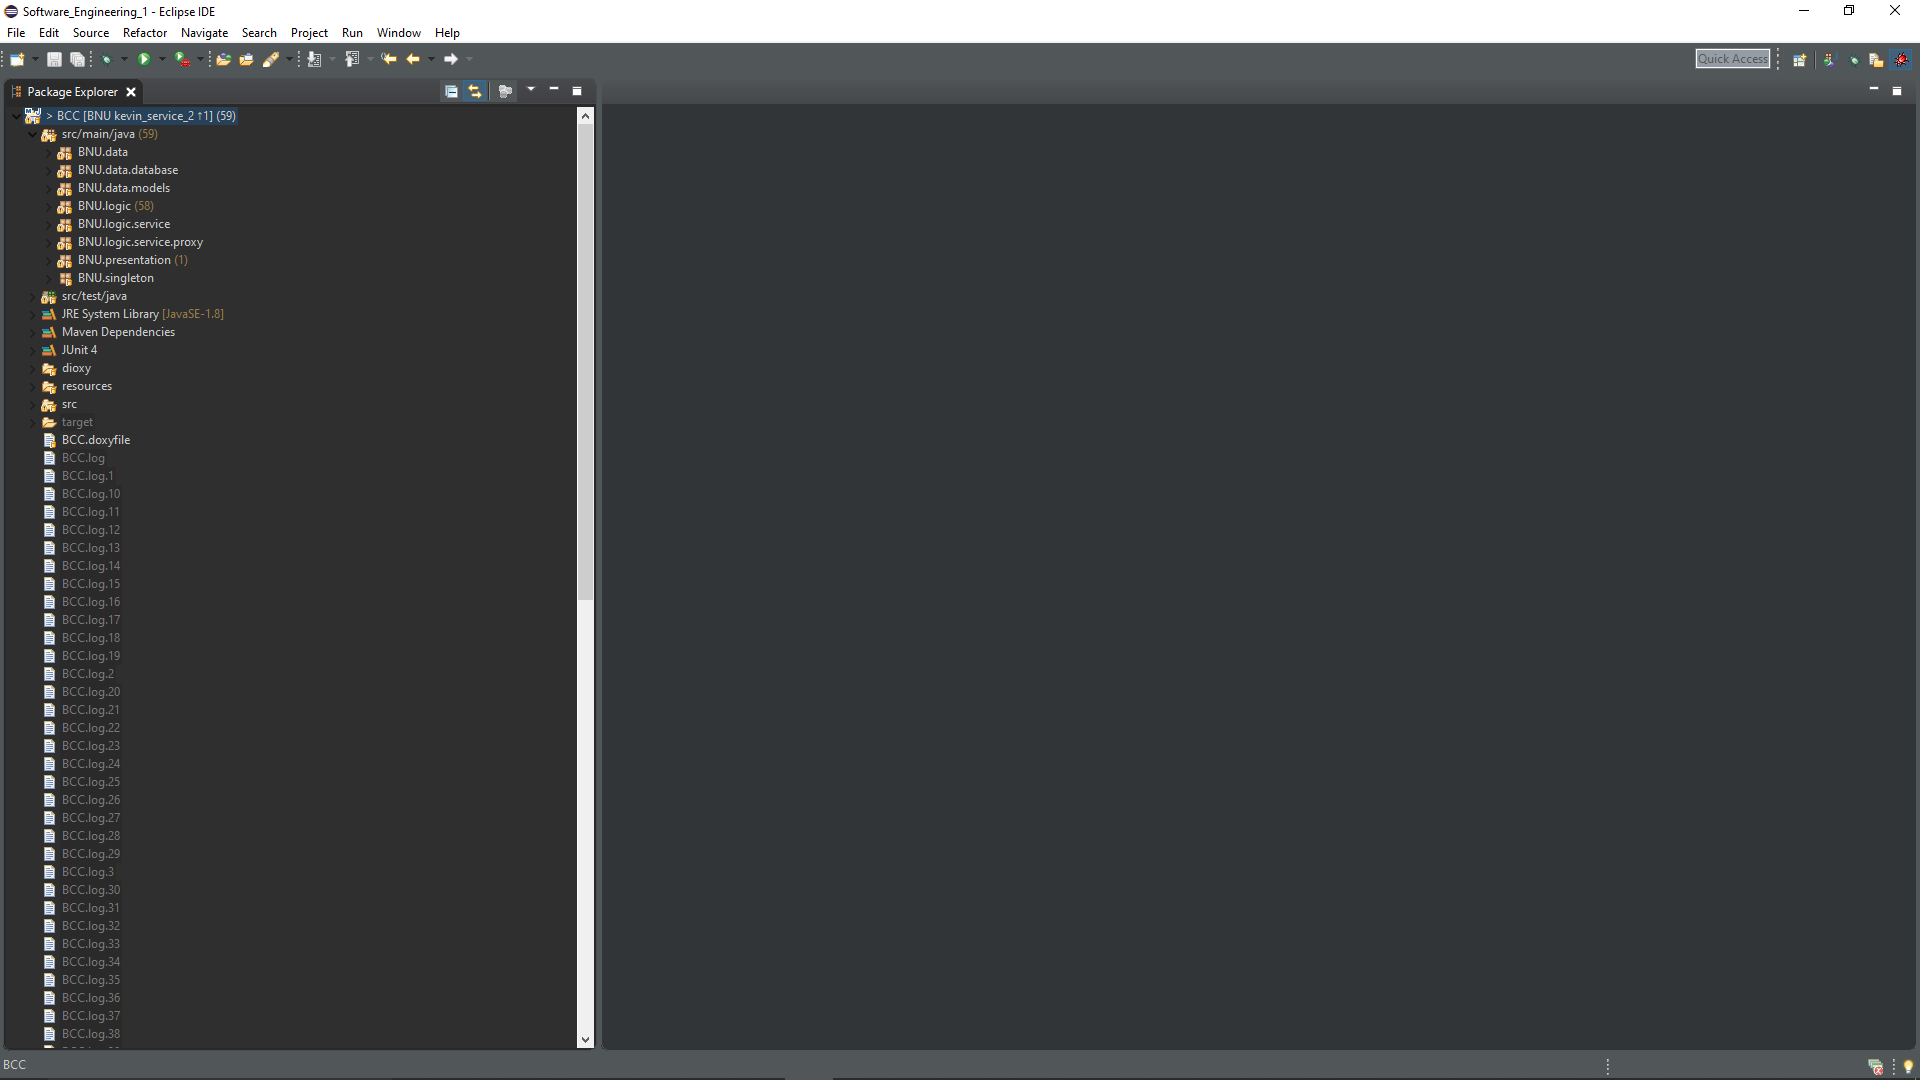 Software_Engineering_1 - Eclipse IDE
File Edit Source Refactor Navigate Search Project Run Window Help
Quick Access
Package Explorer
> BCC [BNU kevin_service_2 ↑1] (59)
src/main/java (59)
BNU.data
BNU.data.database
BNU.data.models
BNU.logic (58)
BNU.logic.service
BNU.logic.service.proxy
BNU.presentation (1)
BNU.singleton
src/test/java
JRE System Library [JavaSE-1.8]
Maven Dependencies
JUnit 4
dioxy
resources
src
target
BCC.doxyfile
BCC.log
BCC.log.1
BCC.log.10
BCC.log.11
BCC.log.12
BCC.log.13
BCC.log.14
BCC.log.15
BCC.log.16
BCC.log.17
BCC.log.18
BCC.log.19
BCC.log.2
BCC.log.20
BCC.log.21
BCC.log.22
BCC.log.23
BCC.log.24
BCC.log.25
BCC.log.26
BCC.log.27
BCC.log.28
BCC.log.29
BCC.log.3
BCC.log.30
BCC.log.31
BCC.log.32
BCC.log.33
BCC.log.34
BCC.log.35
BCC.log.36
BCC.log.37
BCC.log.38
BCC